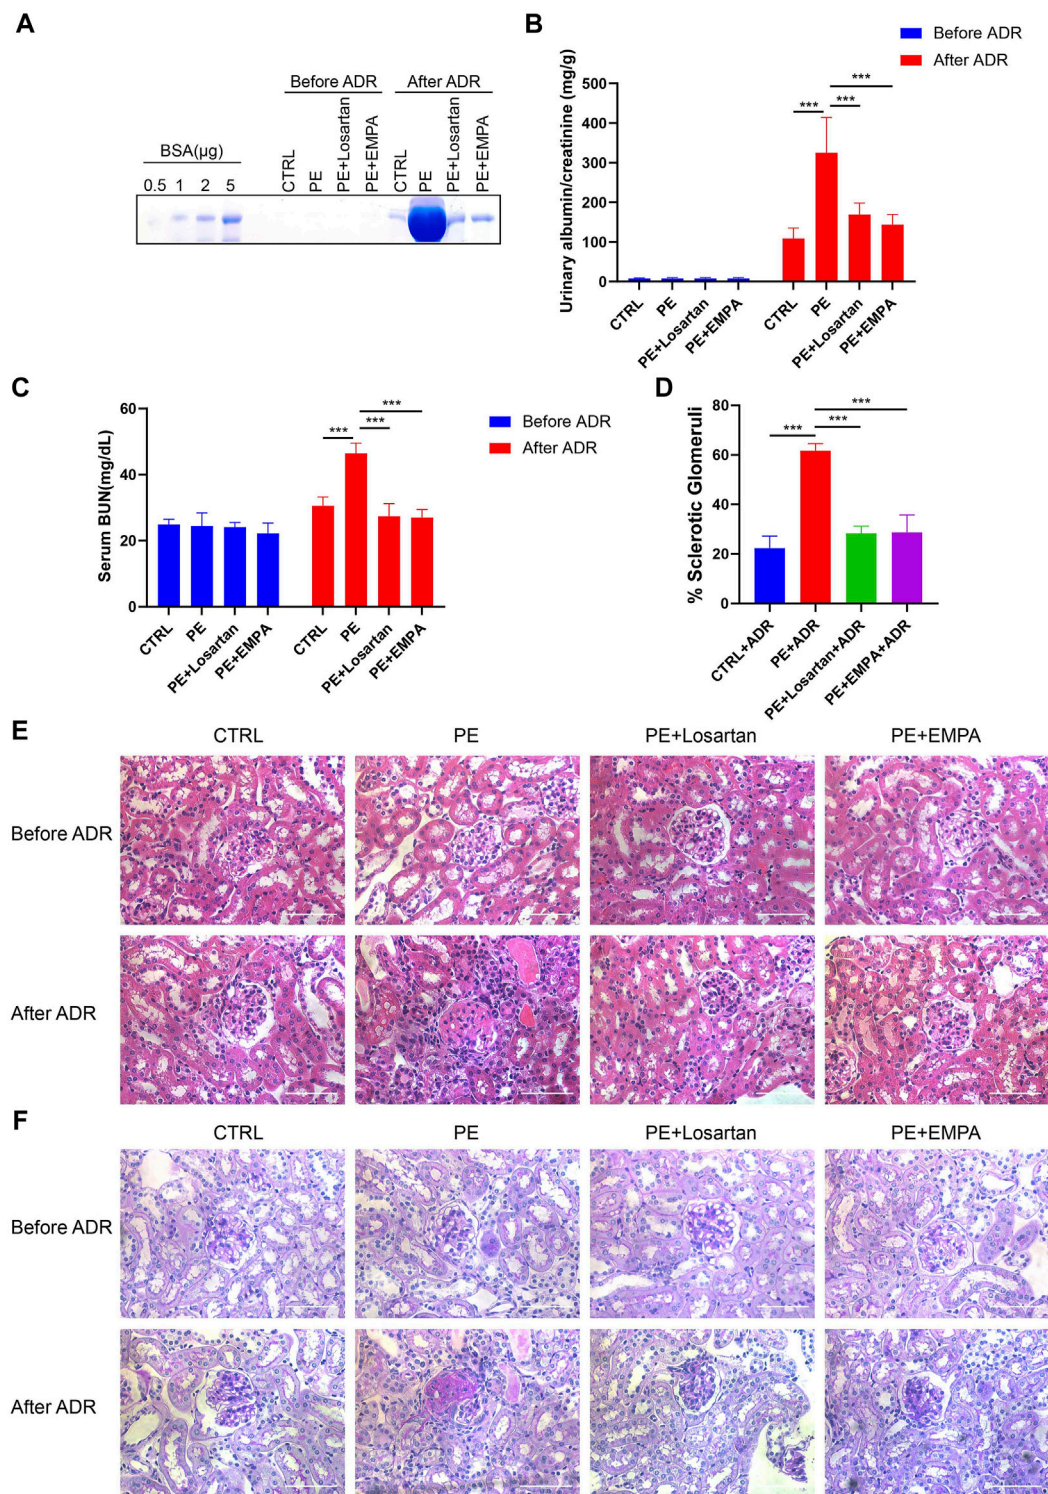 A
Before ADR After ADR
BSA(μg)
0.5 1 2 5
CTRL
PE
PE+Losartan
PE+EMPA
CTRL
PE
PE+Losartan
PE+EMPA
B
Before ADR
After ADR
Urinary albumin/creatinine (mg/g)
500
400
300
200
100
0
***
*** ***
CTRL
PE
PE+Losartan
PE+EMPA
CTRL
PE
PE+Losartan
PE+EMPA
C
Before ADR
After ADR
Serum BUN(mg/dL)
60
40
20
0
***
*** ***
CTRL
PE
PE+Losartan
PE+EMPA
CTRL
PE
PE+Losartan
PE+EMPA
D
% Sclerotic Glomeruli
80
60
40
20
0
***
*** ***
CTRL+ADR
PE+ADR
PE+Losartan+ADR
PE+EMPA+ADR
E
CTRL PE PE+Losartan PE+EMPA
Before ADR
After ADR
F
CTRL PE PE+Losartan PE+EMPA
Before ADR
After ADR